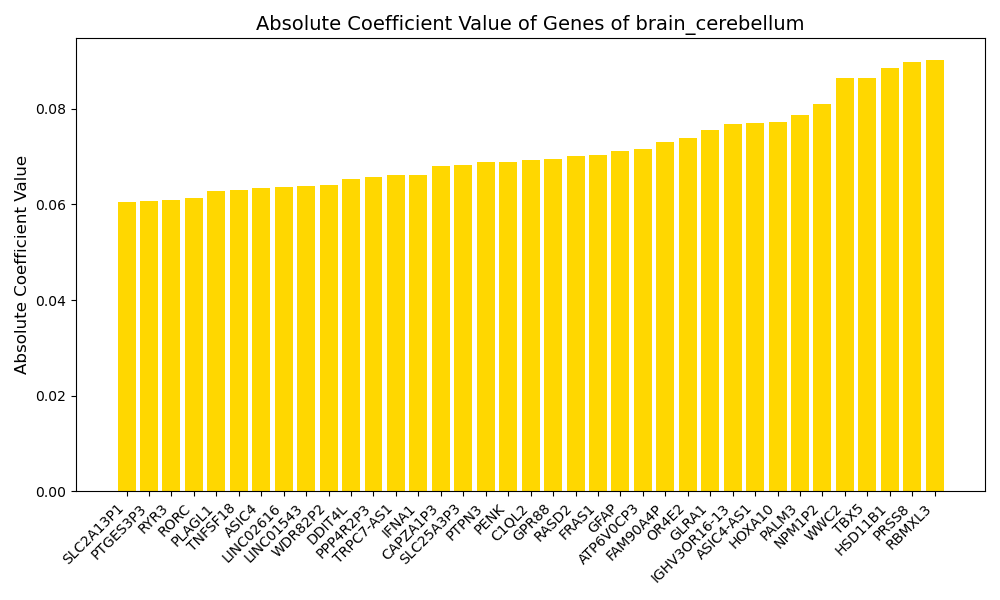 Absolute Coefficient Value of Genes of brain_cerebellum
Absolute Coefficient Value
0.08
0.06
0.04
0.02
0.00
SLC2A13P1
PTGES3P3
RYR3
RORC
PLAGL1
TNFSF18
ASIC4
LINC02616
LINC01543
WDR82P2
DDIT4L
PPP4R2P3
TRPC7-AS1
IFNA1
CAPZA1P3
SLC25A3P3
PTPN3
PENK
C1QL2
GPR88
RASD2
FRAS1
GFAP
ATP6V0CP3
FAM90A4P
OR4E2
GLRA1
IGHV3OR16-13
ASIC4-AS1
HOXA10
PALM3
NPM1P2
WWC2
TBX5
HSD11B1
PRSS8
RBMXL3